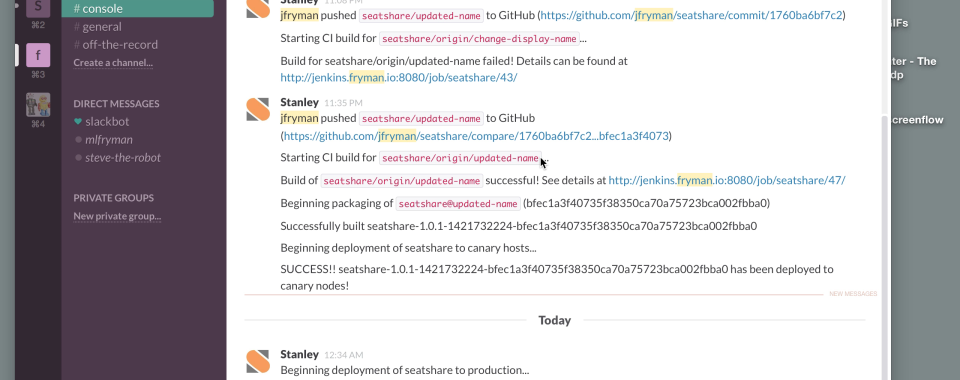 S
⌘2
f
⌘3
⌘4
# console
# general
# off-the-record
Create a channel...
DIRECT MESSAGES
slackbot
mlfryman
steve-the-robot
PRIVATE GROUPS
New private group...
Stanley 11:08 PM
jfryman pushed seatshare/updated-name to GitHub (https://github.com/jfryman/seatshare/commit/1760ba6bf7c2)
Starting CI build for seatshare/origin/change-display-name...
Build for seatshare/origin/updated-name failed! Details can be found at
http://jenkins.fryman.io:8080/job/seatshare/43/
Stanley 11:35 PM
jfryman pushed seatshare/updated-name to GitHub
(https://github.com/jfryman/seatshare/compare/1760ba6bf7c2...bfec1a3f4073)
Starting CI build for seatshare/origin/updated-name
Build of seatshare/origin/updated-name successful! See details at http://jenkins.fryman.io:8080/job/seatshare/47/
Beginning packaging of seatshare@updated-name (bfec1a3f40735f38350ca70a75723bca002fbba0)
Successfully built seatshare-1.0.1-1421732224-bfec1a3f40735f38350ca70a75723bca002fbba0
Beginning deployment of seatshare to canary hosts...
SUCCESS!! seatshare-1.0.1-1421732224-bfec1a3f40735f38350ca70a75723bca002fbba0 has been deployed to
canary nodes!
NEW MESSAGES
Today
Stanley 12:34 AM
Beginning deployment of seatshare to production...
IFs
ter - The
dp
creenflow